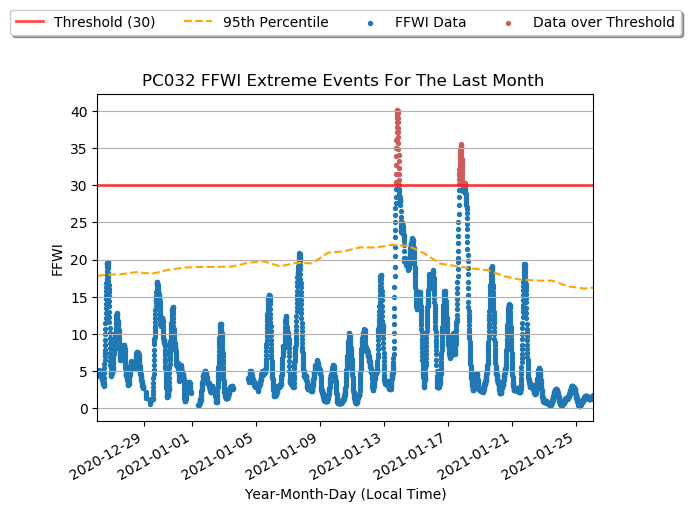 Threshold (30) 95th Percentile FFWI Data Data over Threshold
PC032 FFWI Extreme Events For The Last Month
40
35
30
25
20
15
10
5
0
FFWI
2020-12-29 2021-01-01 2021-01-05 2021-01-09 2021-01-13 2021-01-17 2021-01-21 2021-01-25
Year-Month-Day (Local Time)